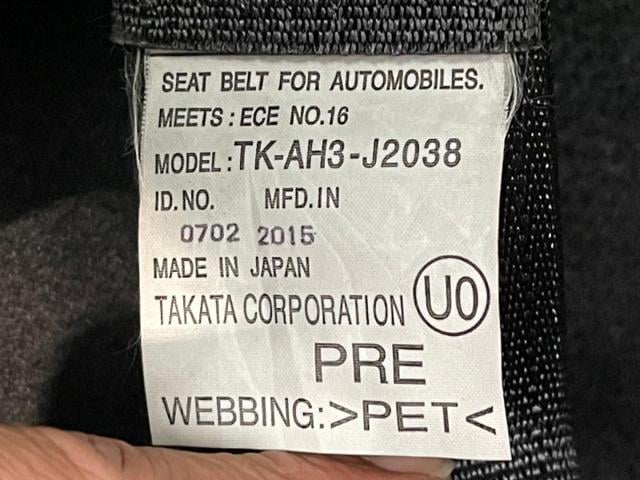 SEAT BELT FOR AUTOMOBILES.
MEETS : ECE NO.16
MODEL : TK-AH3-J2038
ID. NO. MFD. IN
0702 2015
MADE IN JAPAN
TAKATA CORPORATION U0
PRE
WEBBING: >PET<